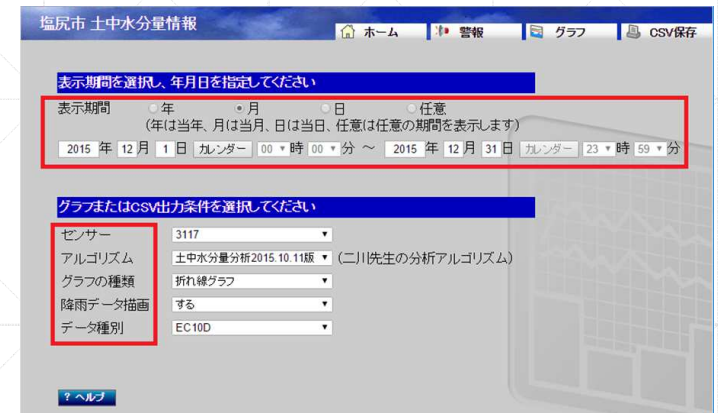 塩尻市 土中水分量情報
ホーム 警報 グラフ CSV保存
表示期間を選択し、年月日を指定してください
表示期間 年 月 日 任意
(年は当年、月は当月、日は当日、任意は任意の期間を表示します)
2015 年 12 月 1 日 カレンダー 00 時 00 分 ～ 2015 年 12 月 31 日 カレンダー 23 時 59 分
グラフまたはCSV出力条件を選択してください
センサー 3117
アルゴリズム 土中水分量分析2015.10.11版 (二川先生の分析アルゴリズム)
グラフの種類 折れ線グラフ
降雨データ描画 する
データ種別 EC10D
? ヘルプ